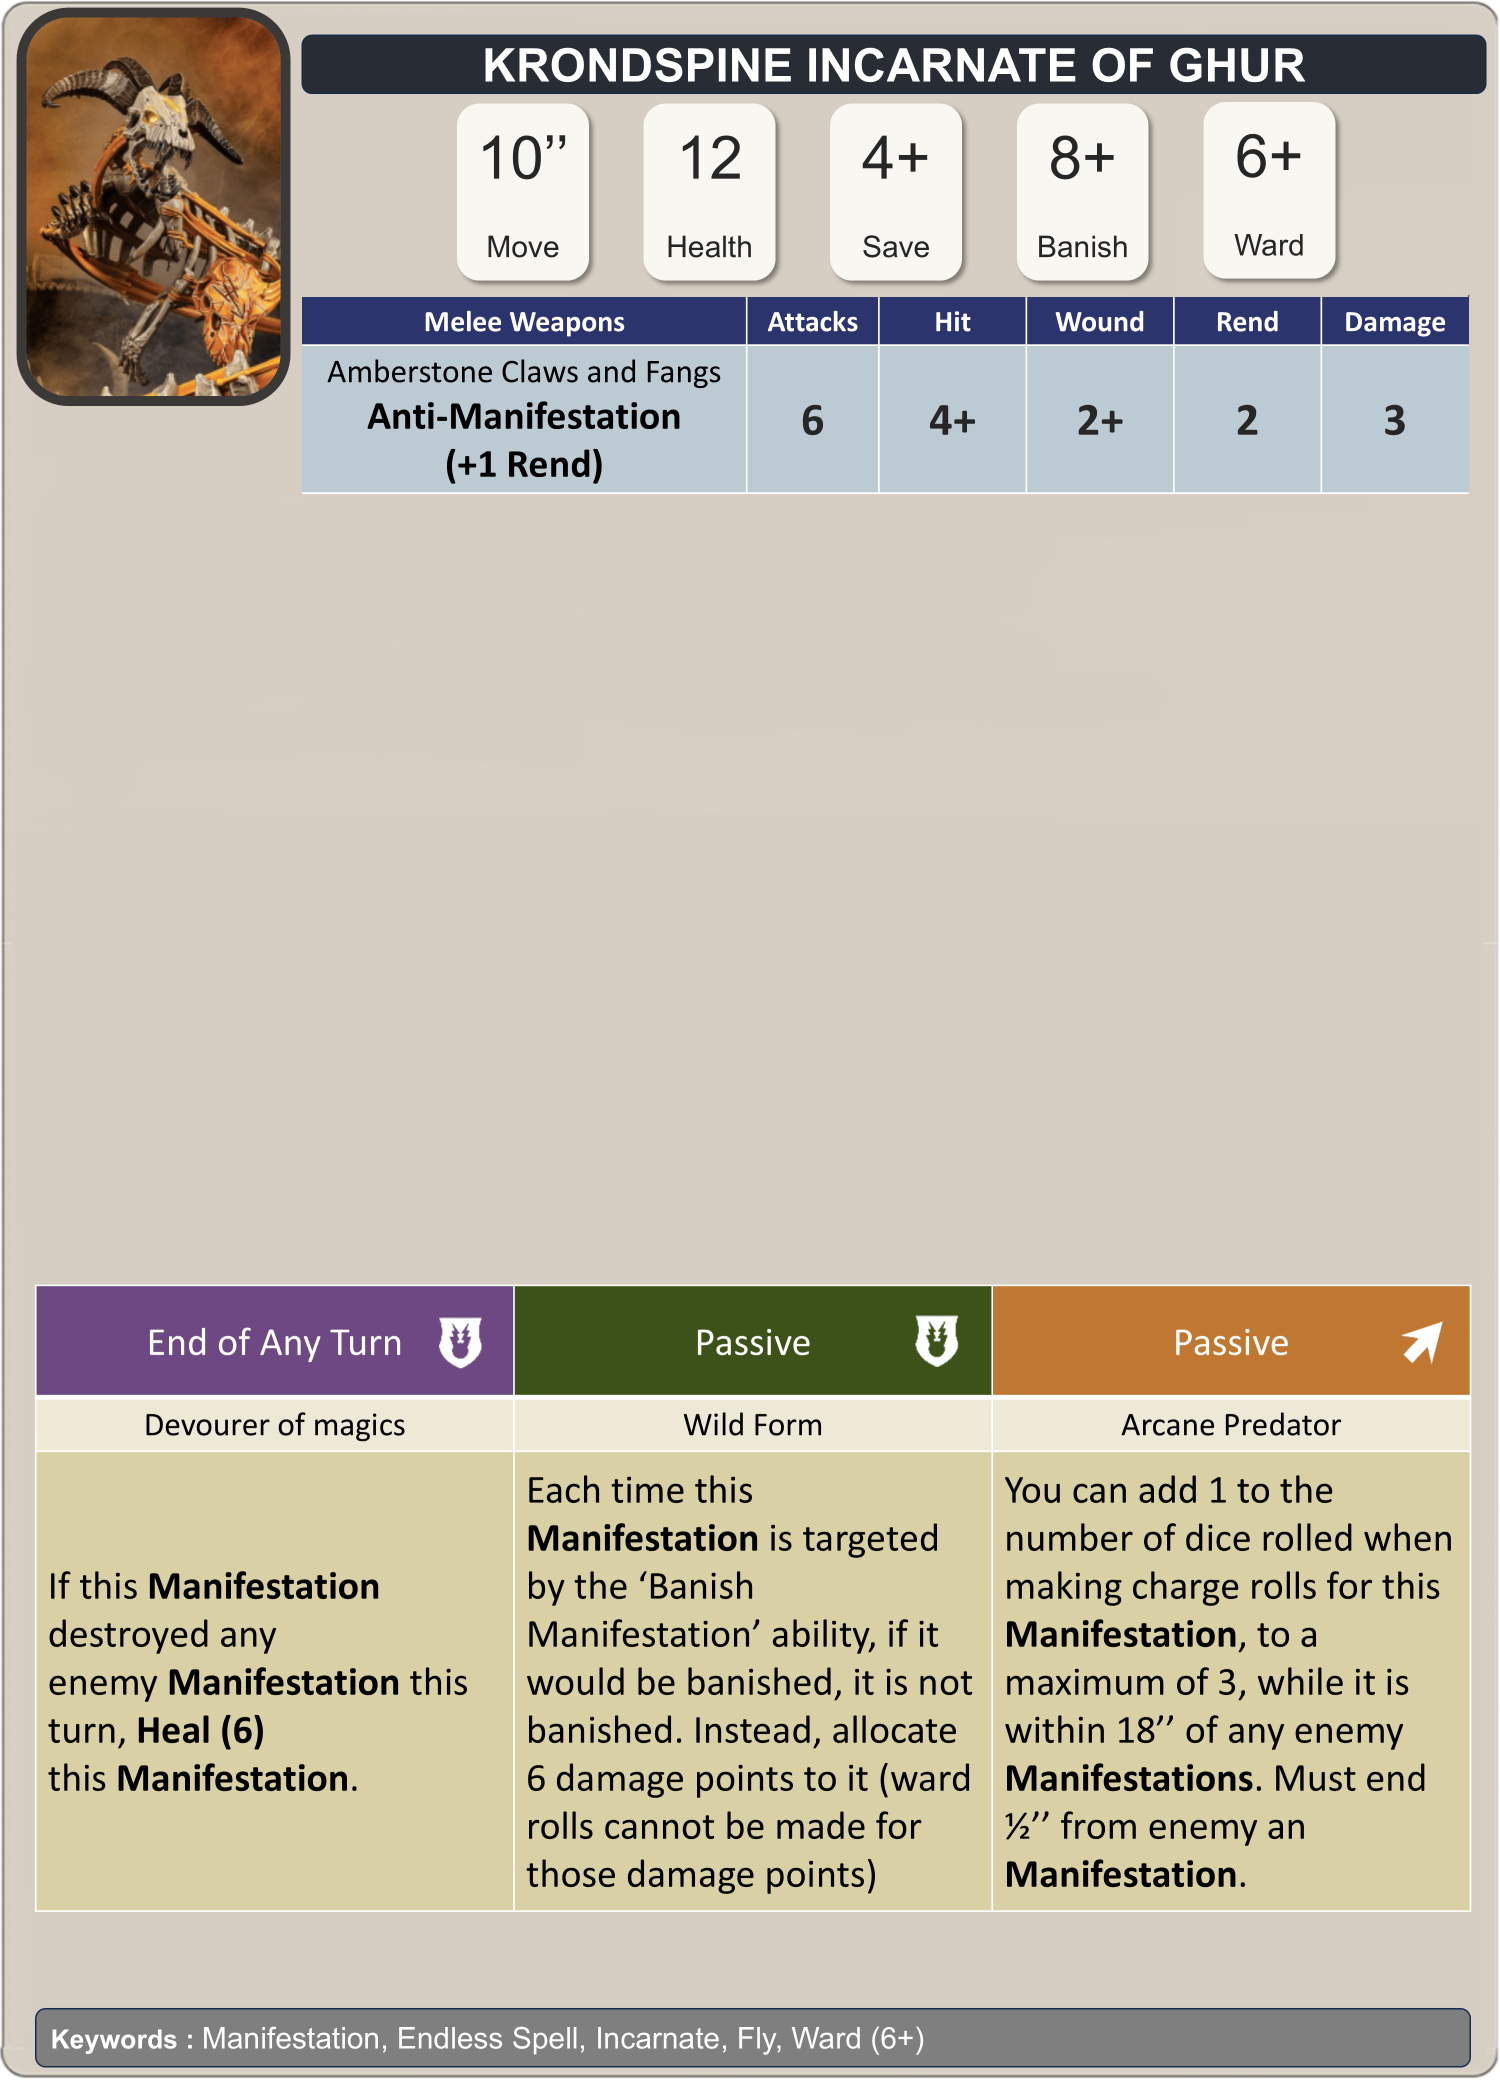 KRONDSPINE INCARNATE OF GHUR
10’’ 12 4+ 8+ 6+
Move Health Save Banish Ward
Melee Weapons Attacks Hit Wound Rend Damage
Amberstone Claws and Fangs
Anti-Manifestation
(+1 Rend)
6 4+ 2+ 2 3
End of Any Turn
Devourer of magics
If this Manifestation
destroyed any
enemy Manifestation this
turn, Heal (6)
this Manifestation.
Passive
Wild Form
Each time this
Manifestation is targeted
by the ‘Banish
Manifestation’ ability, if it
would be banished, it is not
banished. Instead, allocate
6 damage points to it (ward
rolls cannot be made for
those damage points)
Passive
Arcane Predator
You can add 1 to the
number of dice rolled when
making charge rolls for this
Manifestation, to a
maximum of 3, while it is
within 18’’ of any enemy
Manifestations. Must end
½’’ from enemy an
Manifestation.
Keywords : Manifestation, Endless Spell, Incarnate, Fly, Ward (6+)